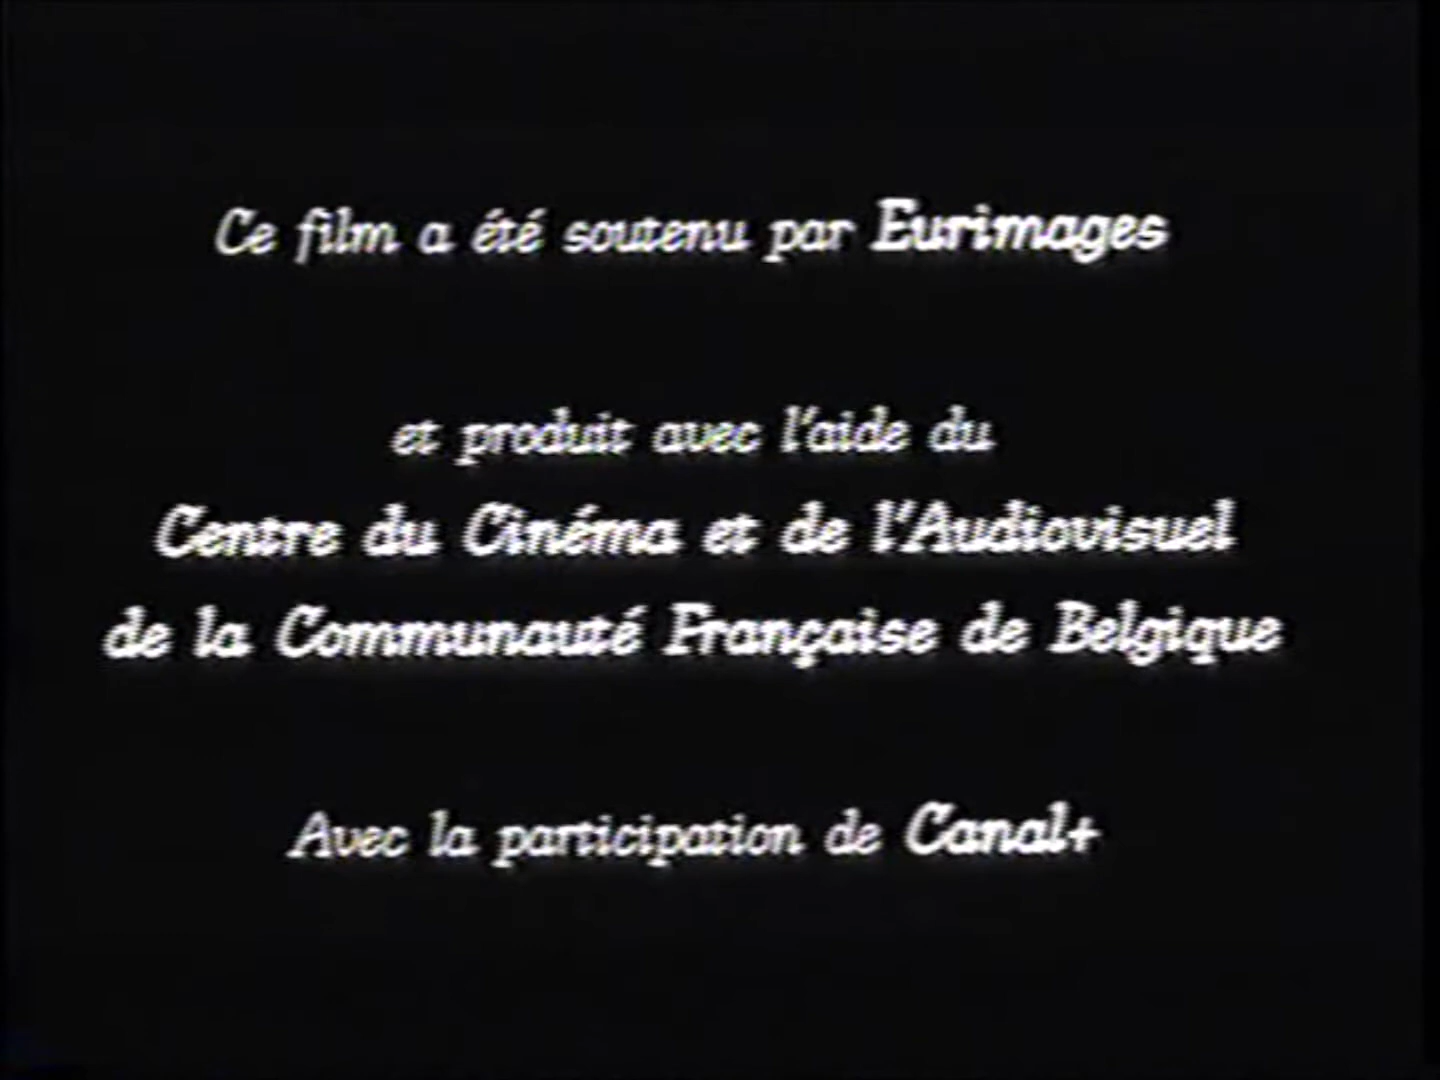 Ce film a été soutenu par Eurimages
et produit avec l'aide du
Centre du Cinéma et de l'Audiovisuel
de la Communauté Française de Belgique
Avec la participation de Canal+